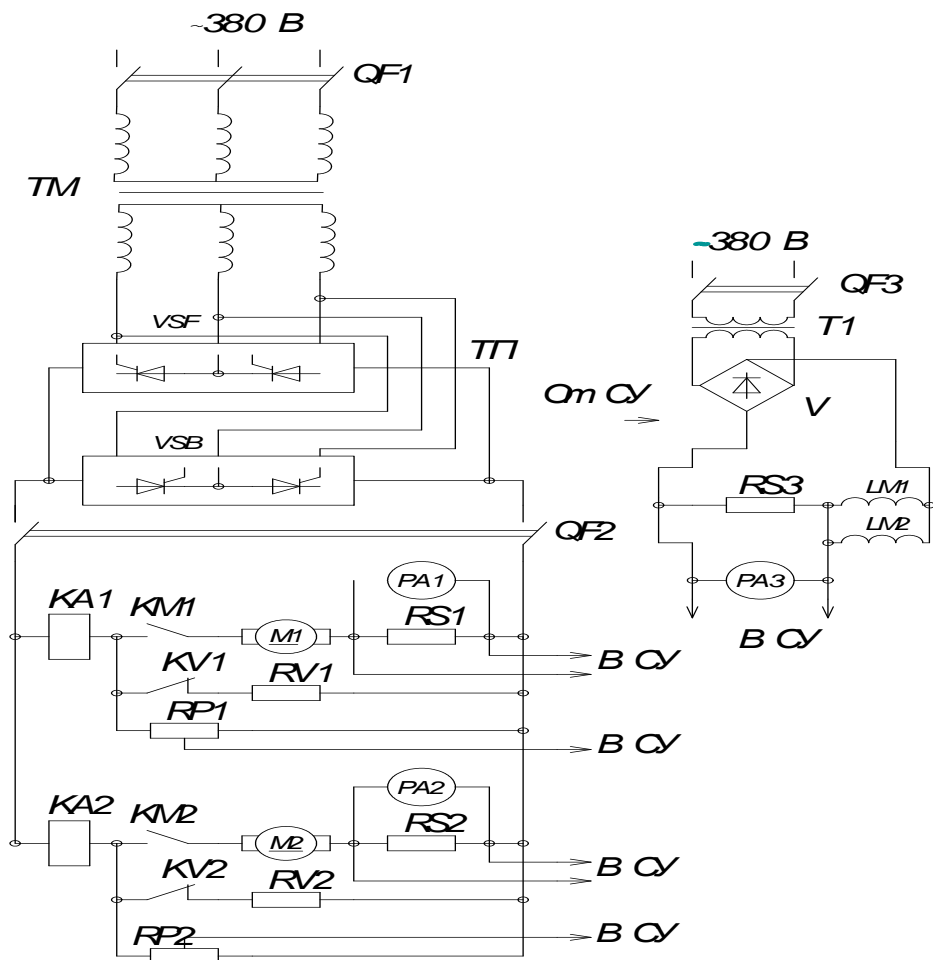 ~380 В
QF1
ТМ
~380 В
QF3
T1
VSF
ТП
От СУ
V
VSB
RS3
LM1
LM2
QF2
PA1
PA3
KA1
KM1
M1
RS1
В СУ
В СУ
KV1
RV1
RP1
В СУ
PA2
KA2
KM2
M2
RS2
В СУ
KV2
RV2
RP2
В СУ